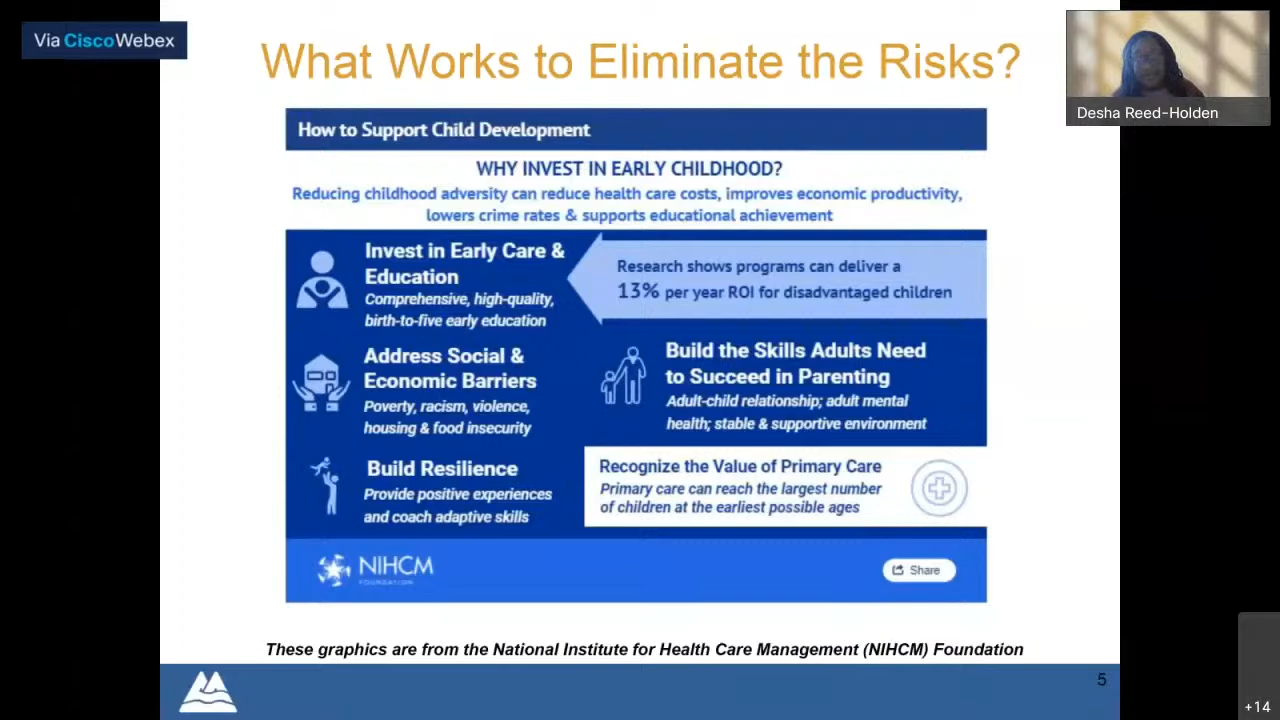 Via CiscoWebex
What Works to Eliminate the Risks?
Desha Reed-Holden
How to Support Child Development
WHY INVEST IN EARLY CHILDHOOD?
Reducing childhood adversity can reduce health care costs, improves economic productivity,
lowers crime rates & supports educational achievement
Invest in Early Care &
Education
Comprehensive, high-quality,
birth-to-five early education
Research shows programs can deliver a
13% per year ROI for disadvantaged children
Address Social &
Economic Barriers
Poverty, racism, violence,
housing & food insecurity
Build the Skills Adults Need
to Succeed in Parenting
Adult-child relationship; adult mental
health; stable & supportive environment
Build Resilience
Provide positive experiences
and coach adaptive skills
Recognize the Value of Primary Care
Primary care can reach the largest number
of children at the earliest possible ages
NIHCM
FOUNDATION
Share
These graphics are from the National Institute for Health Care Management (NIHCM) Foundation
5
+14